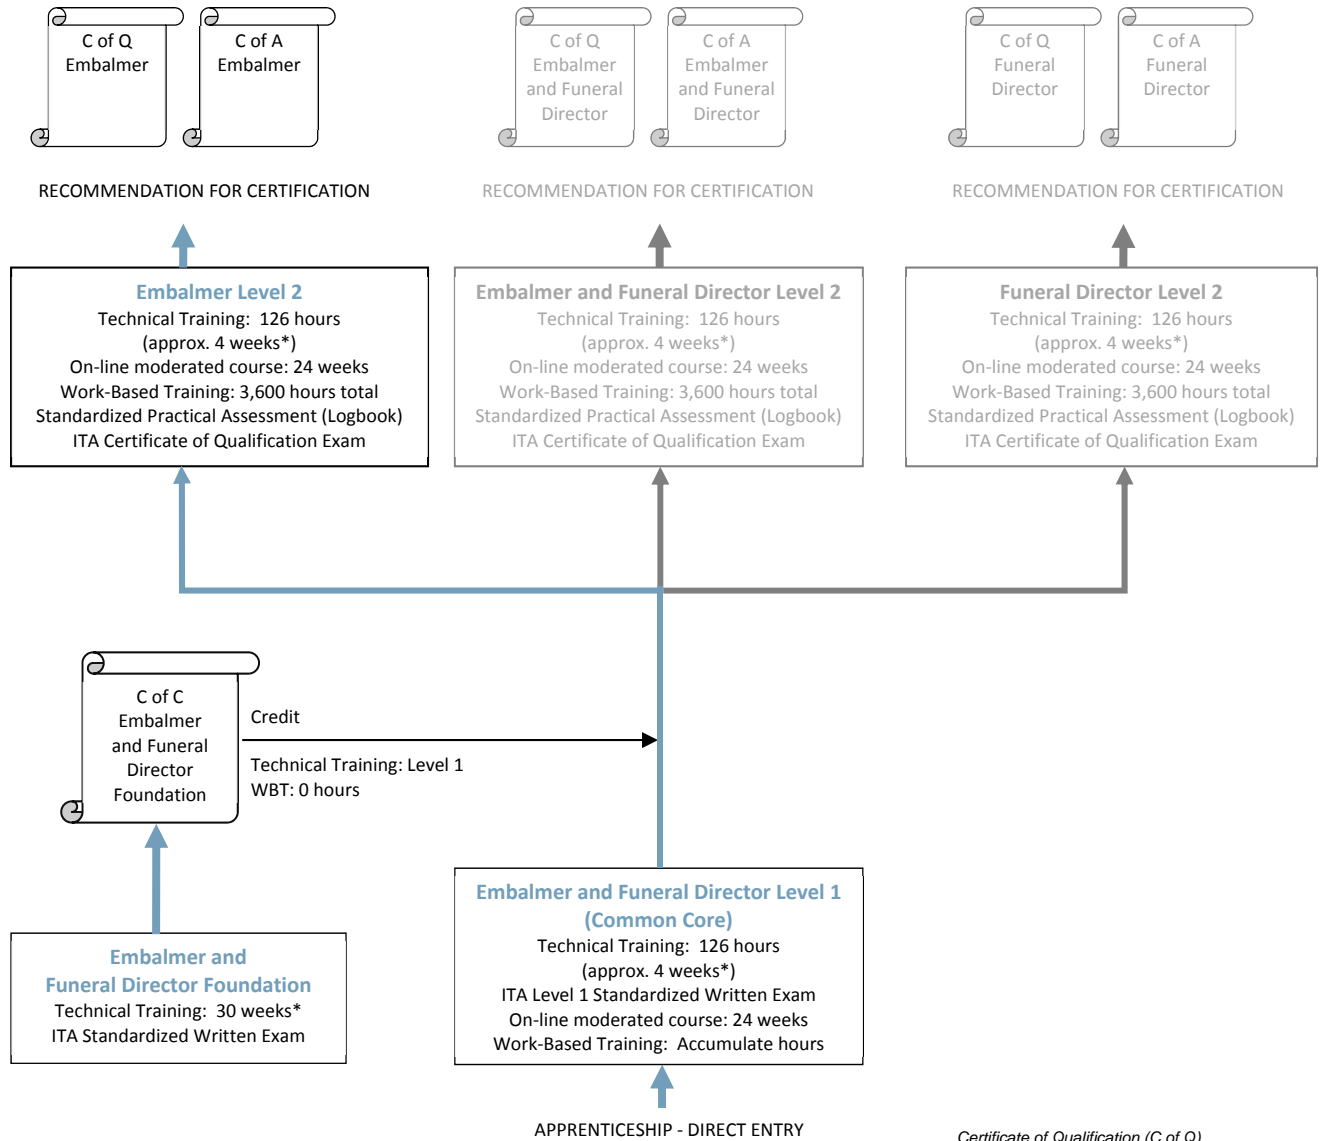 C of Q
Embalmer
C of A
Embalmer
C of Q
Embalmer
and Funeral
Director
C of A
Embalmer
and Funeral
Director
C of Q
Funeral
Director
C of A
Funeral
Director
RECOMMENDATION FOR CERTIFICATION
RECOMMENDATION FOR CERTIFICATION
RECOMMENDATION FOR CERTIFICATION
Embalmer Level 2
Technical Training: 126 hours
(approx. 4 weeks*)
On-line moderated course: 24 weeks
Work-Based Training: 3,600 hours total
Standardized Practical Assessment (Logbook)
ITA Certificate of Qualification Exam
Embalmer and Funeral Director Level 2
Technical Training: 126 hours
(approx. 4 weeks*)
On-line moderated course: 24 weeks
Work-Based Training: 3,600 hours total
Standardized Practical Assessment (Logbook)
ITA Certificate of Qualification Exam
Funeral Director Level 2
Technical Training: 126 hours
(approx. 4 weeks*)
On-line moderated course: 24 weeks
Work-Based Training: 3,600 hours total
Standardized Practical Assessment (Logbook)
ITA Certificate of Qualification Exam
C of C
Embalmer
and Funeral
Director
Foundation
Credit
Technical Training: Level 1
WBT: 0 hours
Embalmer and
Funeral Director Foundation
Technical Training: 30 weeks*
ITA Standardized Written Exam
Embalmer and Funeral Director Level 1
(Common Core)
Technical Training: 126 hours
(approx. 4 weeks*)
ITA Level 1 Standardized Written Exam
On-line moderated course: 24 weeks
Work-Based Training: Accumulate hours
APPRENTICESHIP - DIRECT ENTRY
Certificate of Qualification (C of Q)